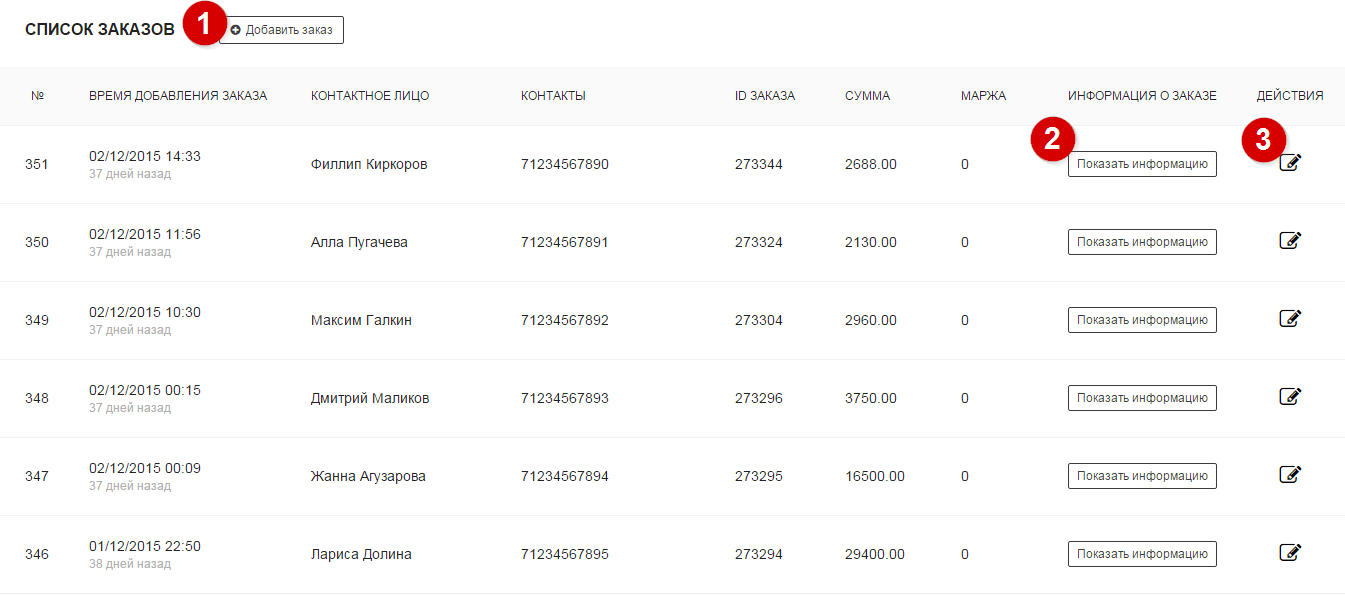 СПИСОК ЗАКАЗОВ 1 Добавить заказ
№ ВРЕМЯ ДОБАВЛЕНИЯ ЗАКАЗА КОНТАКТНОЕ ЛИЦО КОНТАКТЫ ID ЗАКАЗА СУММА МАРЖА ИНФОРМАЦИЯ О ЗАКАЗЕ ДЕЙСТВИЯ
2 3
351 02/12/2015 14:33 Филлип Киркоров 71234567890 273344 2688.00 0 Показать информацию
37 дней назад
350 02/12/2015 11:56 Алла Пугачева 71234567891 273324 2130.00 0 Показать информацию
37 дней назад
349 02/12/2015 10:30 Максим Галкин 71234567892 273304 2960.00 0 Показать информацию
37 дней назад
348 02/12/2015 00:15 Дмитрий Маликов 71234567893 273296 3750.00 0 Показать информацию
37 дней назад
347 02/12/2015 00:09 Жанна Агузарова 71234567894 273295 16500.00 0 Показать информацию
37 дней назад
346 01/12/2015 22:50 Лариса Долина 71234567895 273294 29400.00 0 Показать информацию
38 дней назад